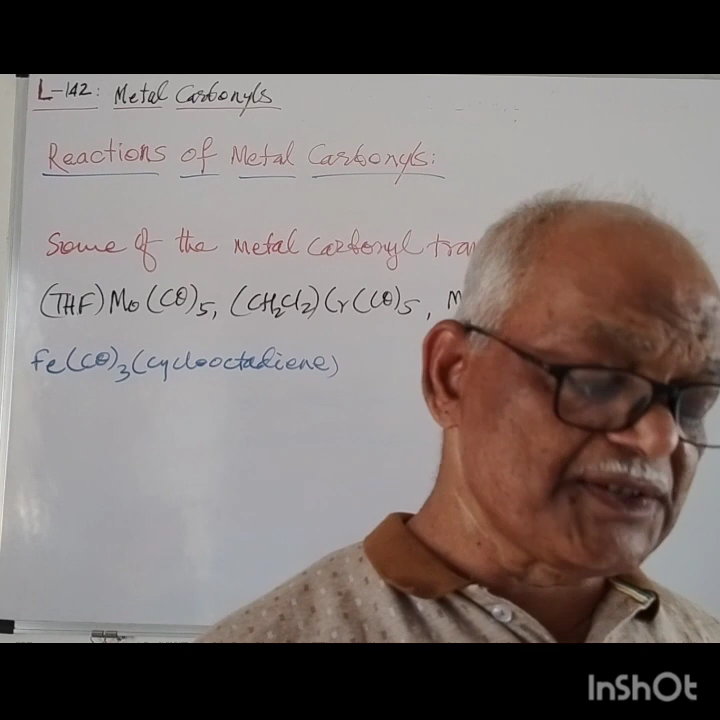 L-142: Metal Carbonyls
Reactions of Metal Carbonyls:
Some of the metal carbonyl tra
(THF)Mo(CO)5, (CH2Cl2)Cr(CO)5, M
Fe(CO)3(cyclooctadiene)
InShOt